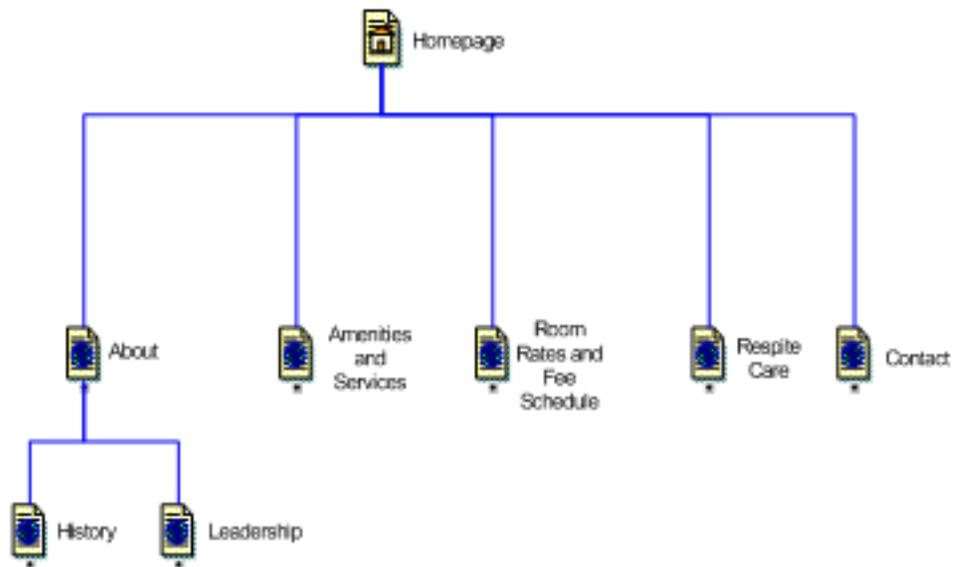 Homepage
About
Amenities
and
Services
Room
Rates and
Fee
Schedule
Respite
Care
Contact
History
Leadership